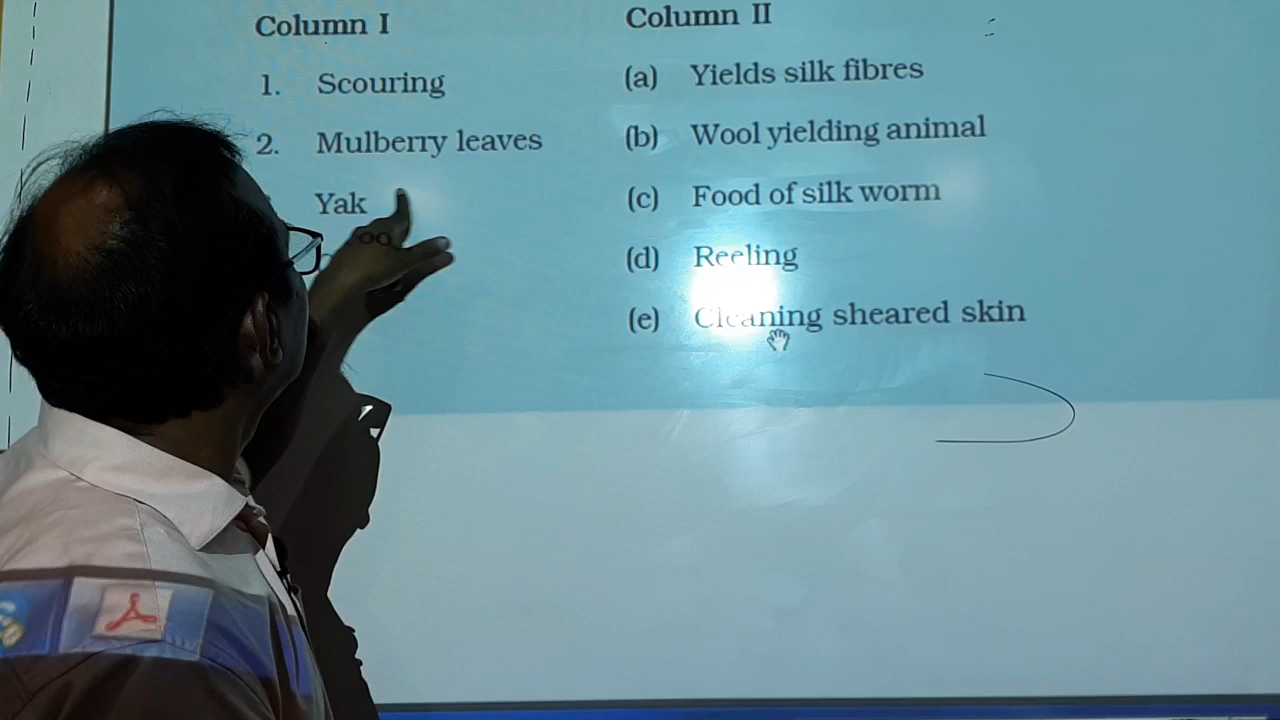 Column I Column II
1. Scouring (a) Yields silk fibres
2. Mulberry leaves (b) Wool yielding animal
Yak (c) Food of silk worm
(d) Reeling
(e) Cleaning sheared skin